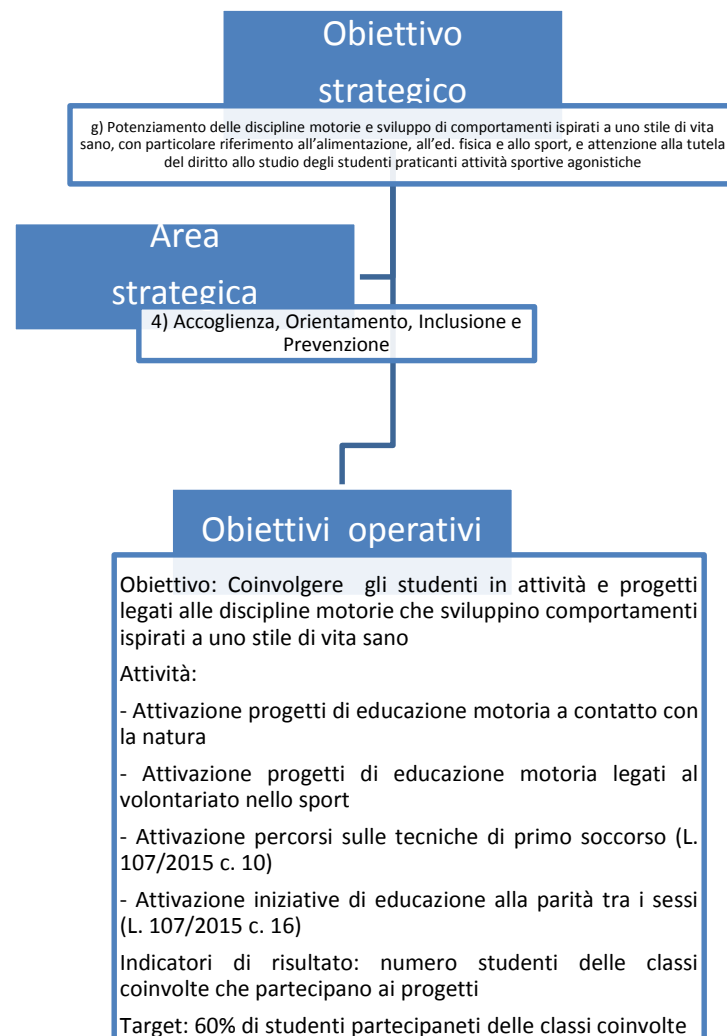 Obiettivo
strategico
g) Potenziamento delle discipline motorie e sviluppo di comportamenti ispirati a uno stile di vita
sano, con particolare riferimento all'alimentazione, all'ed. fisica e allo sport, e attenzione alla tutela
del diritto allo studio degli studenti praticanti attività sportive agonistiche
Area
strategica
4) Accoglienza, Orientamento, Inclusione e
Prevenzione
Obiettivi operativi
Obiettivo: Coinvolgere gli studenti in attività e progetti
legati alle discipline motorie che sviluppino comportamenti
ispirati a uno stile di vita sano
Attività:
- Attivazione progetti di educazione motoria a contatto con
la natura
- Attivazione progetti di educazione motoria legati al
volontariato nello sport
- Attivazione percorsi sulle tecniche di primo soccorso (L.
107/2015 c. 10)
- Attivazione iniziative di educazione alla parità tra i sessi
(L. 107/2015 c. 16)
Indicatori di risultato: numero studenti delle classi
coinvolte che partecipano ai progetti
Target: 60% di studenti partecipaneti delle classi coinvolte